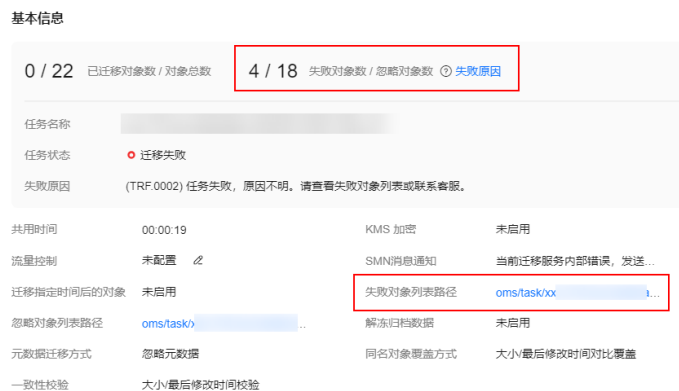 基本信息
0 / 22 已迁移对象数 / 对象总数 4 / 18 失败对象数 / 忽略对象数 ? 失败原因
任务名称
任务状态 迁移失败
失败原因 (TRF.0002) 任务失败，原因不明。请查看失败对象列表或联系客服。
共用时间 00:00:19 KMS 加密 未启用
流量控制 未配置 SMN消息通知 当前迁移服务内部错误，发送...
迁移指定时间后的对象 未启用 失败对象列表路径 oms/task/xx ...
忽略对象列表路径 oms/task/ .. 解冻归档数据 未启用
元数据迁移方式 忽略元数据 同名对象覆盖方式 大小/最后修改时间对比覆盖
一致性校验 大小/最后修改时间校验